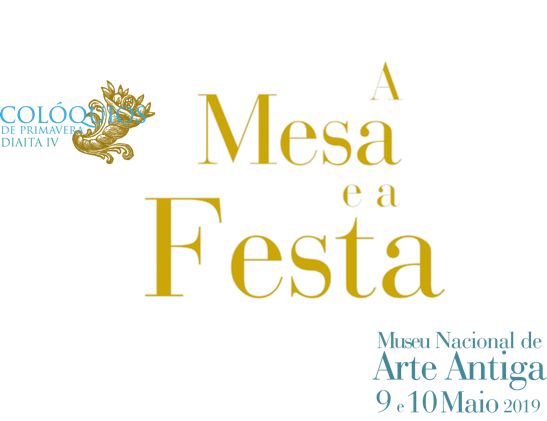 COLÓQUIOS
DE PRIMAVERA
DIAITA IV
A
Mesa
e a
Festa
Museu Nacional de
Arte Antiga
9 e 10 Maio 2019